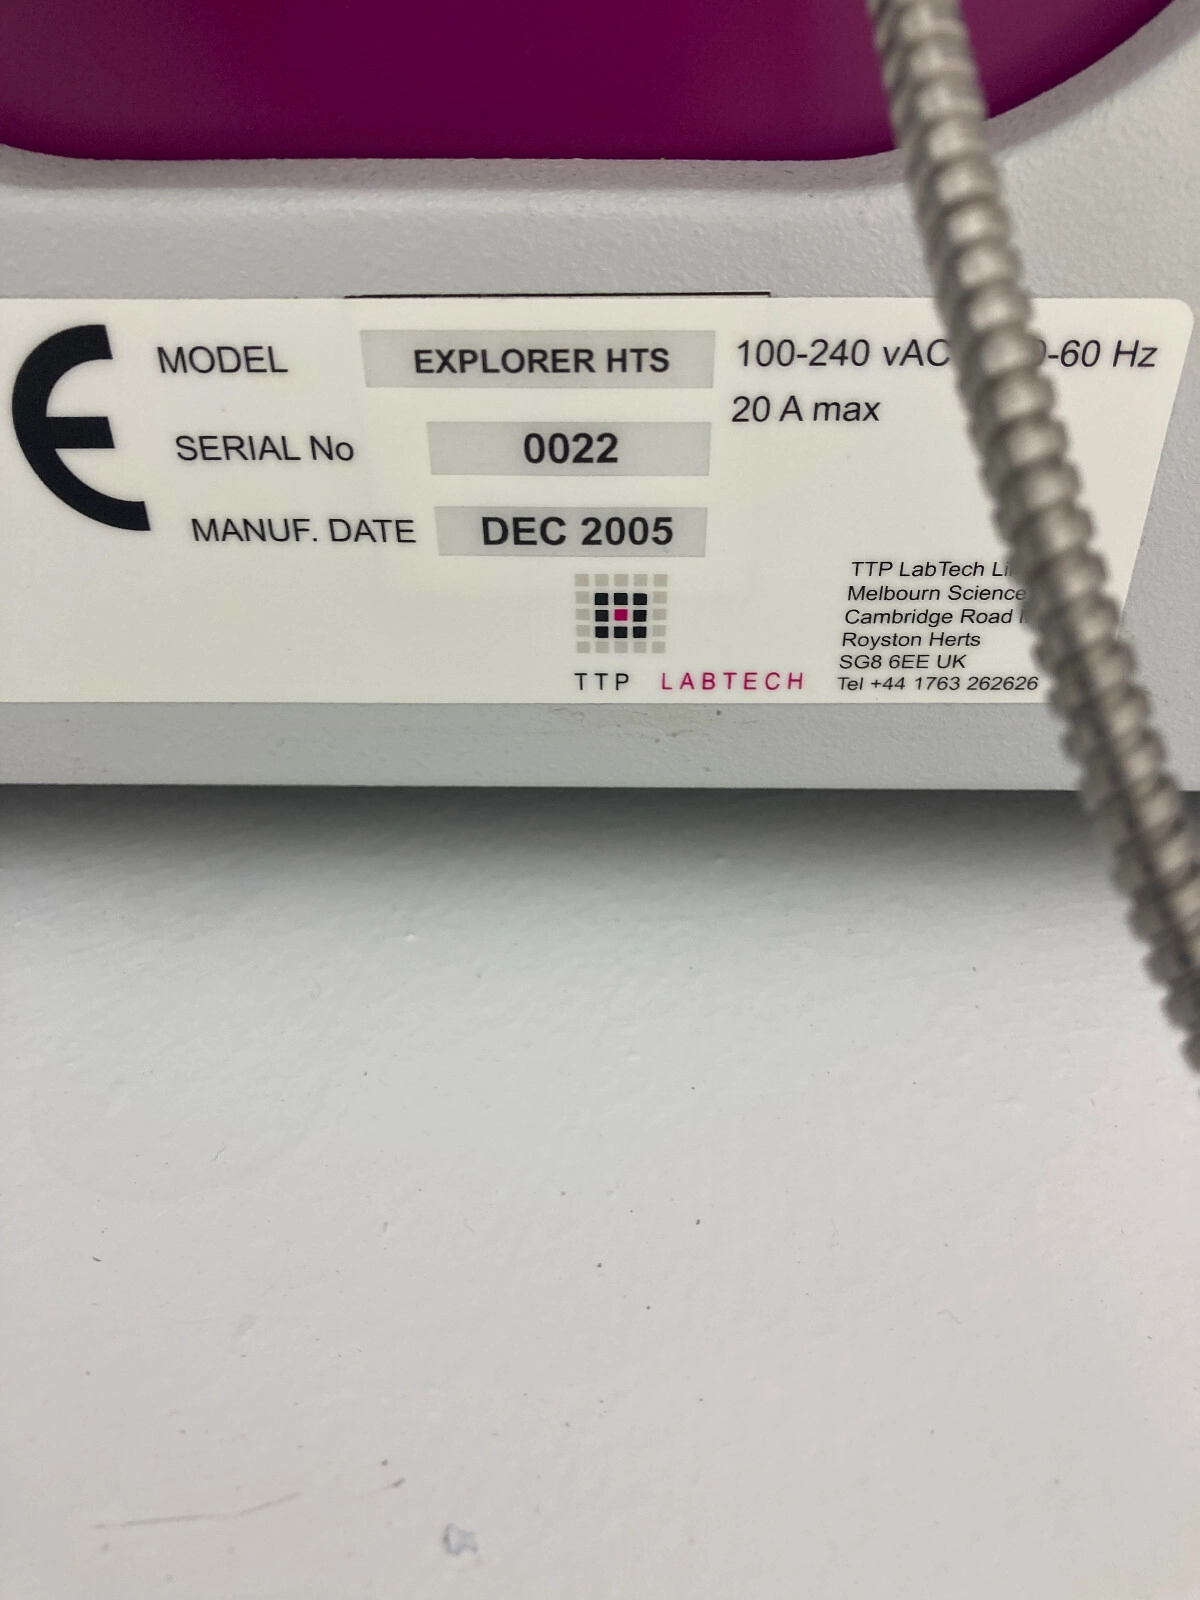 MODEL EXPLORER HTS 100-240 vAC -60 Hz
20 A max
SERIAL No 0022
MANUF. DATE DEC 2005
TTP LABTECH
TTP LabTech
Melbourn Science
Cambridge Road
Royston Herts
SG8 6EE UK
Tel +44 1763 262626